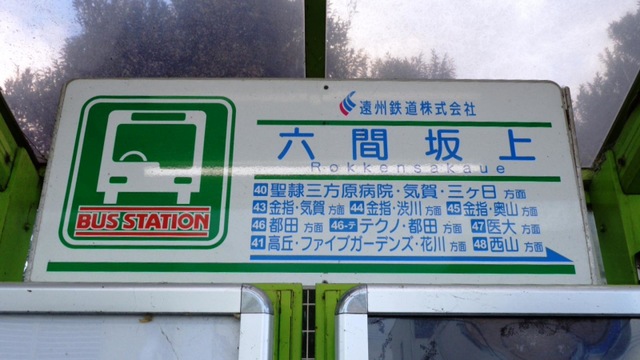 遠州鉄道株式会社
六間坂上
Rokkensakaue
40 聖隷三方原病院・気賀・三ヶ日 方面
43 金指・気賀 方面 44 金指・渋川 方面 45 金指・奥山 方面
46 都田 方面 46-テ テクノ・都田 方面 47 医大 方面
41 高丘・ファイブガーデンズ・花川 方面 48 西山 方面
BUS STATION